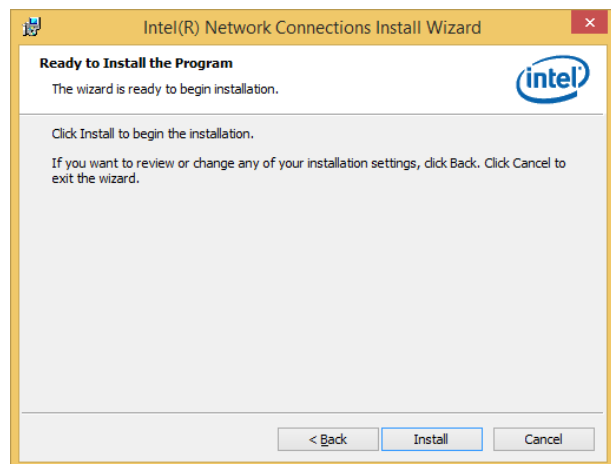 Intel(R) Network Connections Install Wizard
Ready to Install the Program
The wizard is ready to begin installation.
intel
Click Install to begin the installation.
If you want to review or change any of your installation settings, click Back. Click Cancel to
exit the wizard.
< Back
Install
Cancel